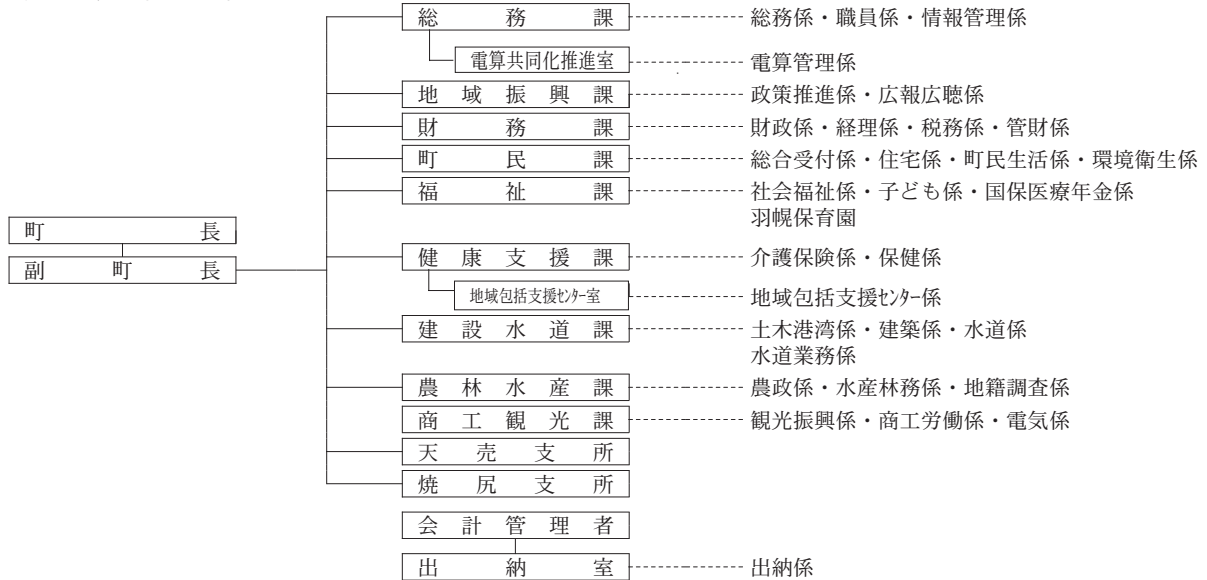 総務課 総務係・職員係・情報管理係
電算共同化推進室 電算管理係
地域振興課 政策推進係・広報広聴係
財務課 財政係・経理係・税務係・管財係
町民課 総合受付係・住宅係・町民生活係・環境衛生係
福祉課 社会福祉係・子ども係・国保医療年金係
羽幌保育園
町長
副町長
健康支援課 介護保険係・保健係
地域包括支援ｾﾝﾀｰ室 地域包括支援ｾﾝﾀｰ係
建設水道課 土木港湾係・建築係・水道係
水道業務係
農林水産課 農政係・水産林務係・地籍調査係
商工観光課 観光振興係・商工労働係・電気係
天売支所
焼尻支所
会計管理者
出納室 出納係